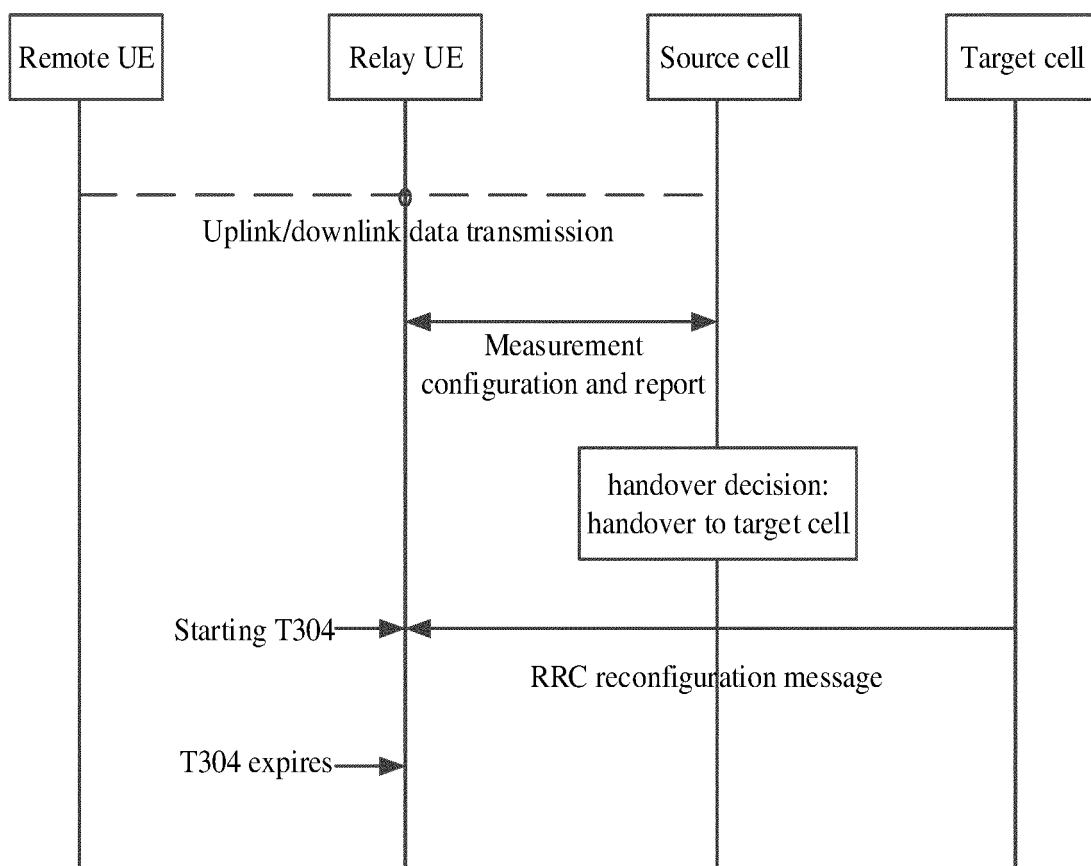 Remote UE
Relay UE
Source cell
Target cell
Uplink/downlink data transmission
Measurement
configuration and report
handover decision:
handover to target cell
Starting T304
RRC reconfiguration message
T304 expires